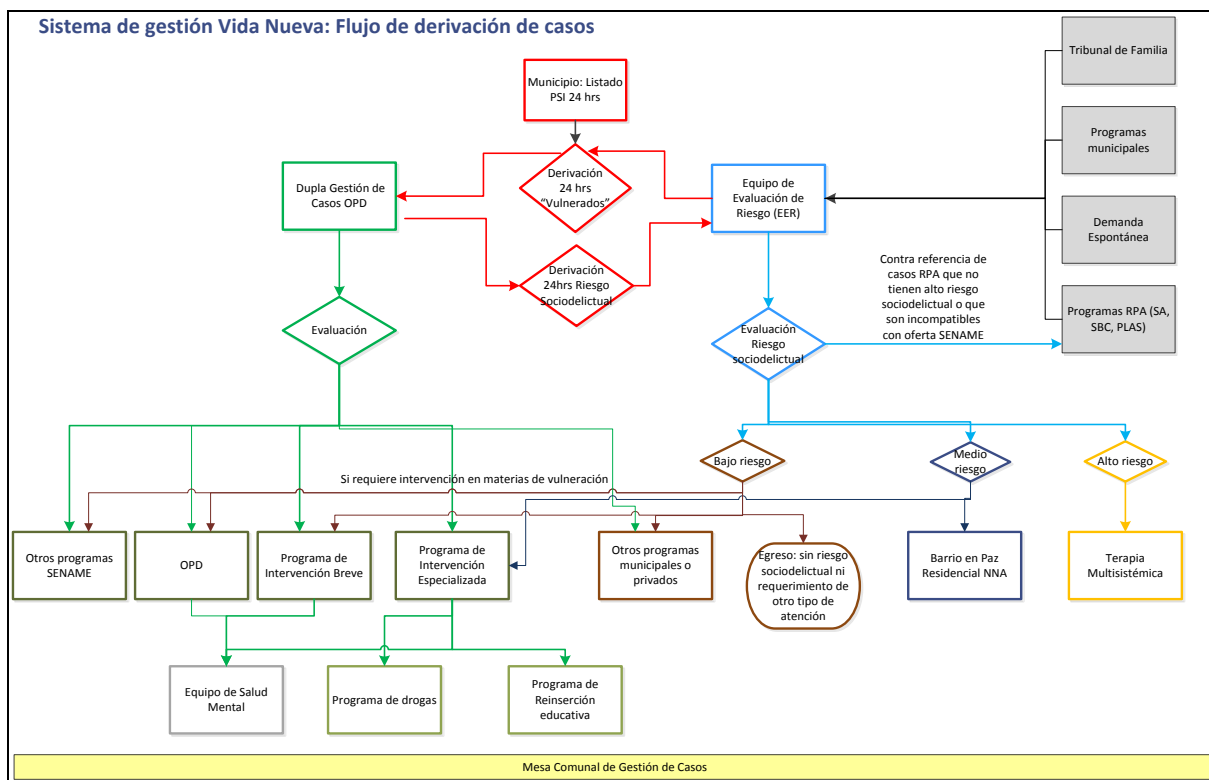 Sistema de gestión Vida Nueva: Flujo de derivación de casos
Tribunal de Familia
Municipio: Listado
PSI 24 hrs
Programas
municipales
Dupla Gestión de
Casos OPD
Derivación
24 hrs
“Vulnerados”
Equipo de
Evaluación de
Riesgo (EER)
Demanda
Espontánea
Derivación
24hrs Riesgo
Sociodelictual
Contra referencia de
casos RPA que no
tienen alto riesgo
sociodelictual o que
son incompatibles
con oferta SENAME
Programas RPA (SA,
SBC, PLAS)
Evaluación
Evaluación
Riesgo
sociodelictual
Bajo riesgo
Medio
riesgo
Alto riesgo
Si requiere intervención en materias de vulneración
Otros programas
SENAME
OPD
Programa de
Intervención Breve
Programa de
Intervención
Especializada
Otros programas
municipales o
privados
Egreso: sin riesgo
sociodelictual ni
requerimiento de
otro tipo de
atención
Barrio en Paz
Residencial NNA
Terapia
Multisistémica
Equipo de Salud
Mental
Programa de drogas
Programa de
Reinserción
educativa
Mesa Comunal de Gestión de Casos